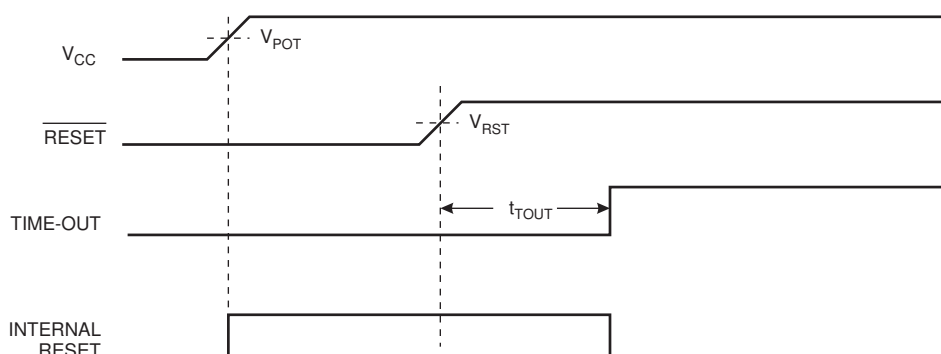 V_POT
V_CC
V_RST
RESET
t_TOUT
TIME-OUT
INTERNAL
RESET